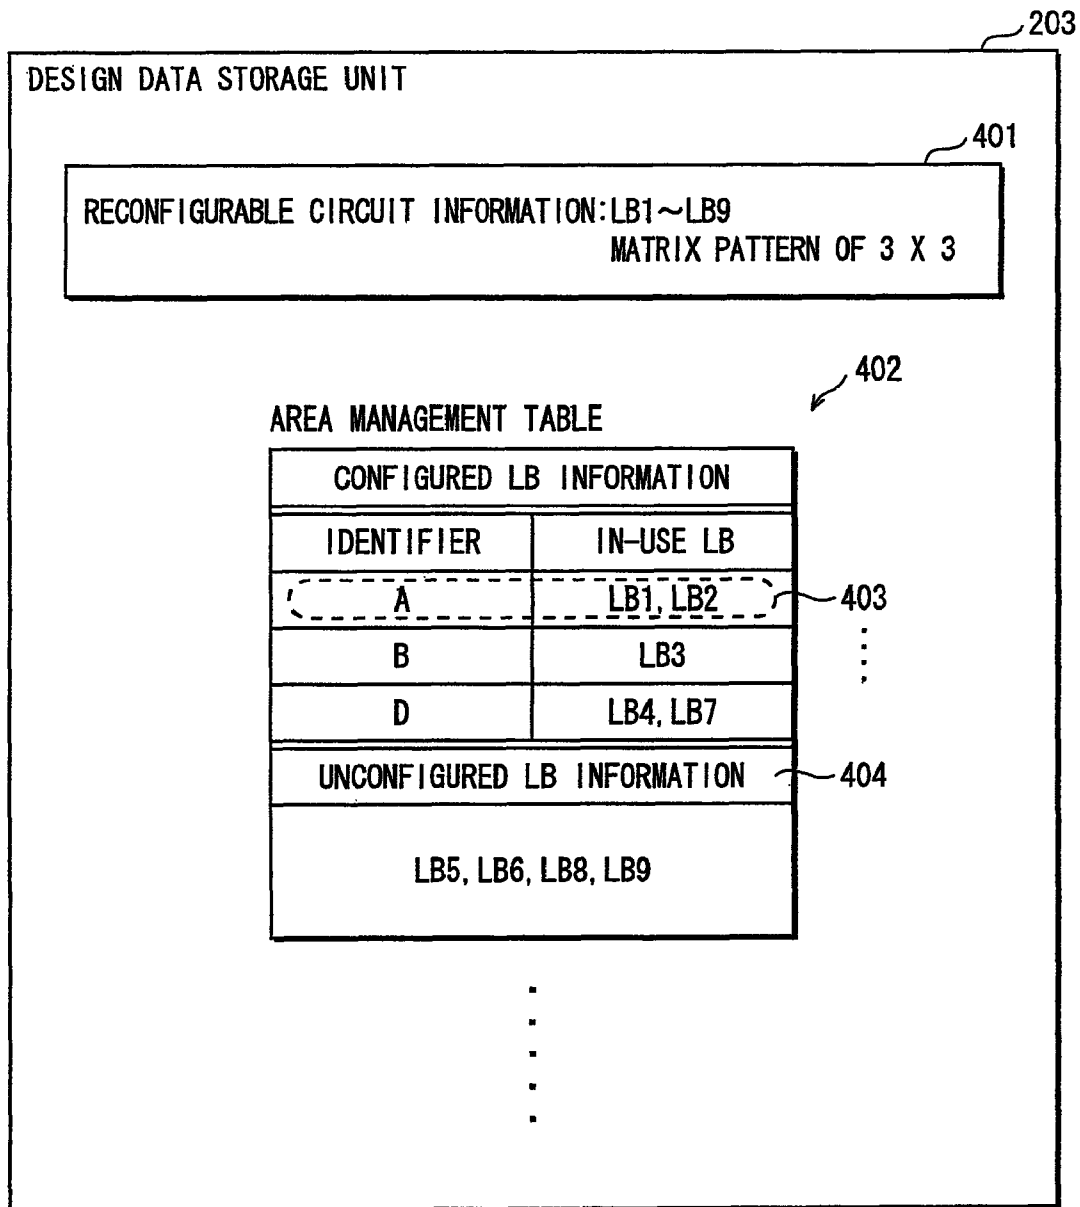 203
DESIGN DATA STORAGE UNIT
401
RECONFIGURABLE CIRCUIT INFORMATION:LB1~LB9
MATRIX PATTERN OF 3 X 3
402
AREA MANAGEMENT TABLE
CONFIGURED LB INFORMATION
IDENTIFIER IN-USE LB
A LB1, LB2 403
B LB3
D LB4, LB7
UNCONFIGURED LB INFORMATION 404
LB5, LB6, LB8, LB9